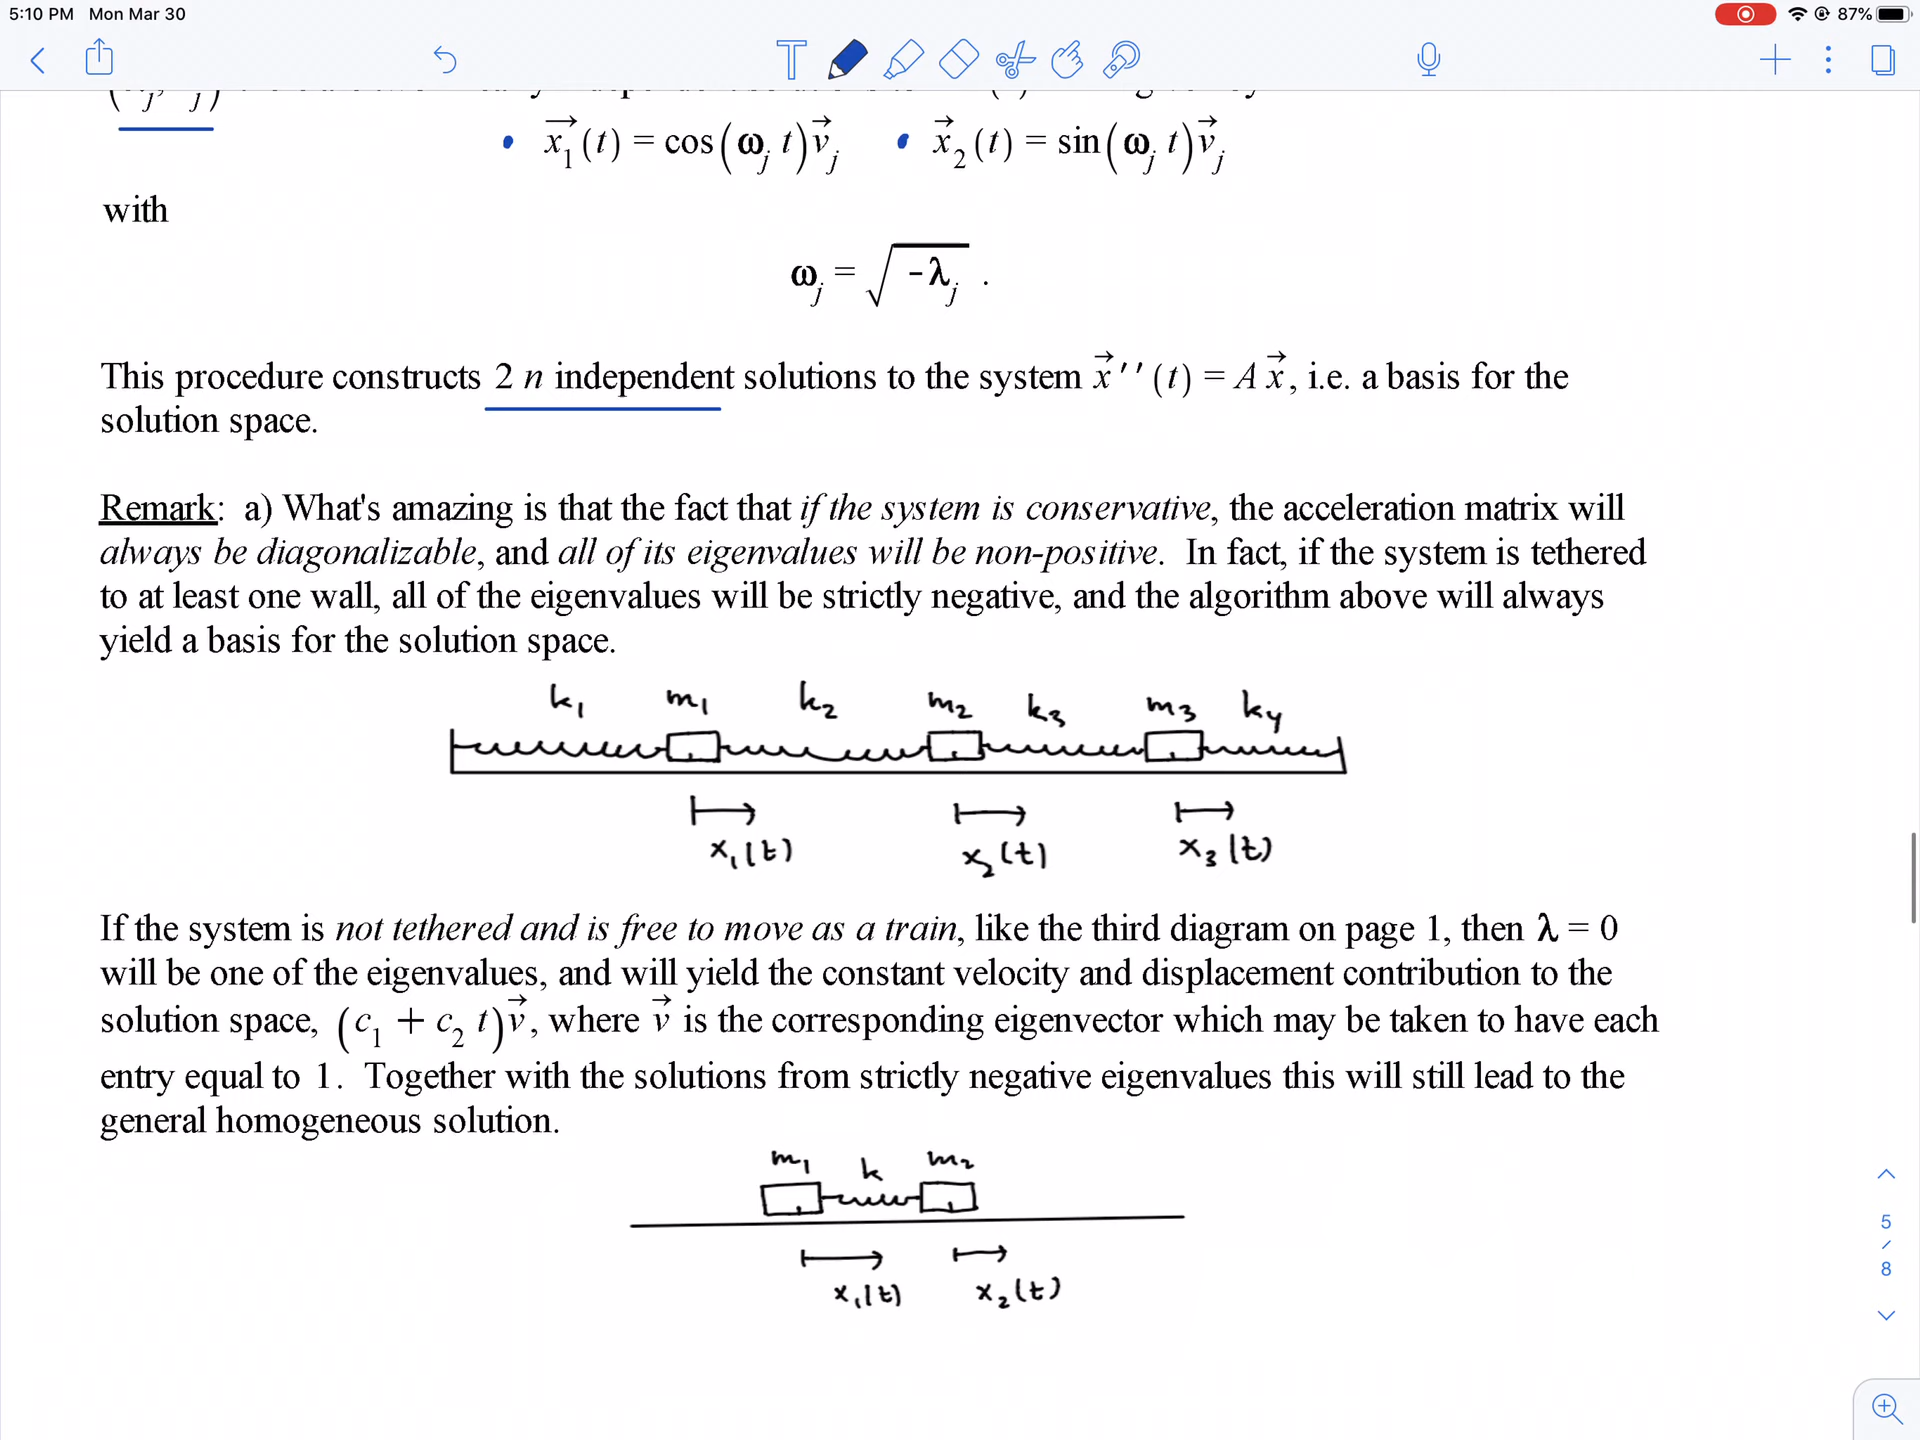 5:10 PM Mon Mar 30
87%
• x⃗₁(t) = cos(ωⱼ t)v⃗ⱼ • x⃗₂(t) = sin(ωⱼ t)v⃗ⱼ
with
ωⱼ = √-λⱼ .
This procedure constructs 2 n independent solutions to the system x⃗''(t) = A x⃗, i.e. a basis for the
solution space.
Remark: a) What's amazing is that the fact that if the system is conservative, the acceleration matrix will
always be diagonalizable, and all of its eigenvalues will be non-positive. In fact, if the system is tethered
to at least one wall, all of the eigenvalues will be strictly negative, and the algorithm above will always
yield a basis for the solution space.
k₁ m₁ k₂ m₂ k₃ m₃ k₄
x₁(t) x₂(t) x₃(t)
If the system is not tethered and is free to move as a train, like the third diagram on page 1, then λ = 0
will be one of the eigenvalues, and will yield the constant velocity and displacement contribution to the
solution space, (c₁ + c₂ t)v⃗, where v⃗ is the corresponding eigenvector which may be taken to have each
entry equal to 1. Together with the solutions from strictly negative eigenvalues this will still lead to the
general homogeneous solution.
m₁ k m₂
x₁(t) x₂(t)
5
/
8